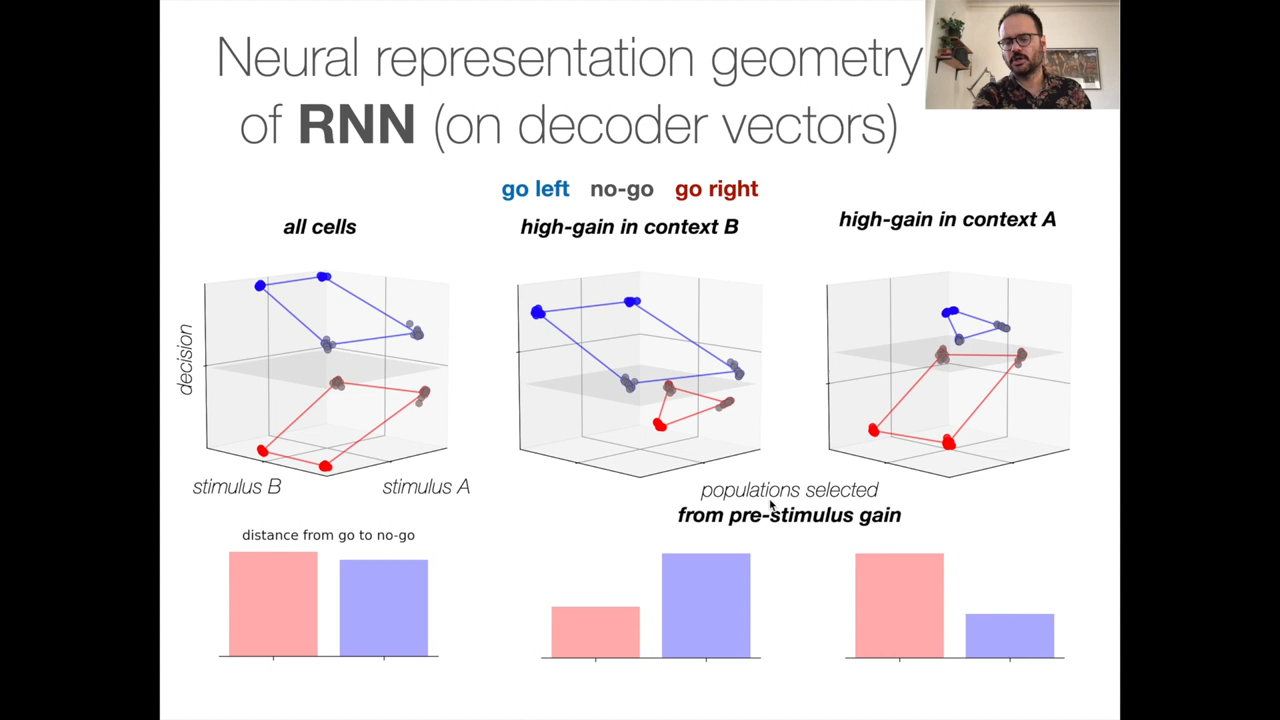 Neural representation geometry
of RNN (on decoder vectors)
go left no-go go right
all cells
high-gain in context B
high-gain in context A
decision
stimulus B
stimulus A
populations selected
from pre-stimulus gain
distance from go to no-go